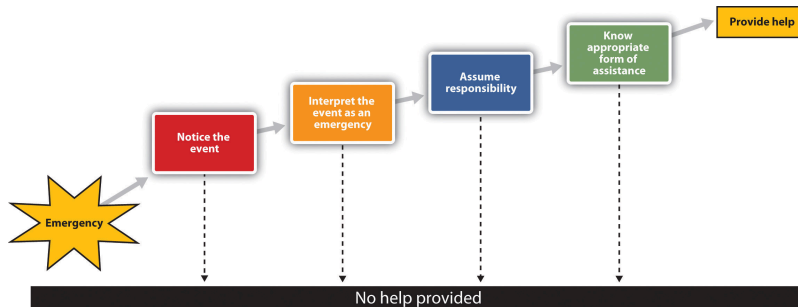 Emergency
Notice the
event
Interpret the
event as an
emergency
Assume
responsibility
Know
appropriate
form of
assistance
Provide help
No help provided